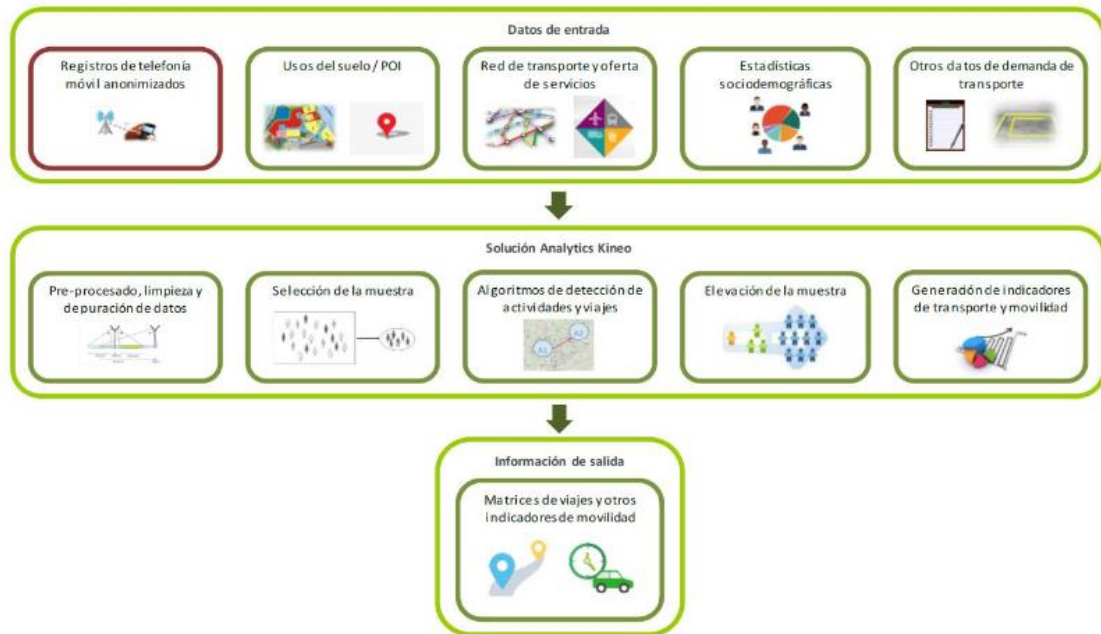 Datos de entrada
Registros de telefonía
móvil anonimizados
Usos del suelo / POI
Red de transporte y oferta
de servicios
Estadísticas
sociodemográficas
Otros datos de demanda de
transporte
Solución Analytics Kineo
Pre-procesado, limpieza y
depuración de datos
Selección de la muestra
Algoritmos de detección de
actividades y viajes
A1
A2
Elevación de la muestra
Generación de indicadores
de transporte y movilidad
Información de salida
Matrices de viajes y otros
indicadores de movilidad